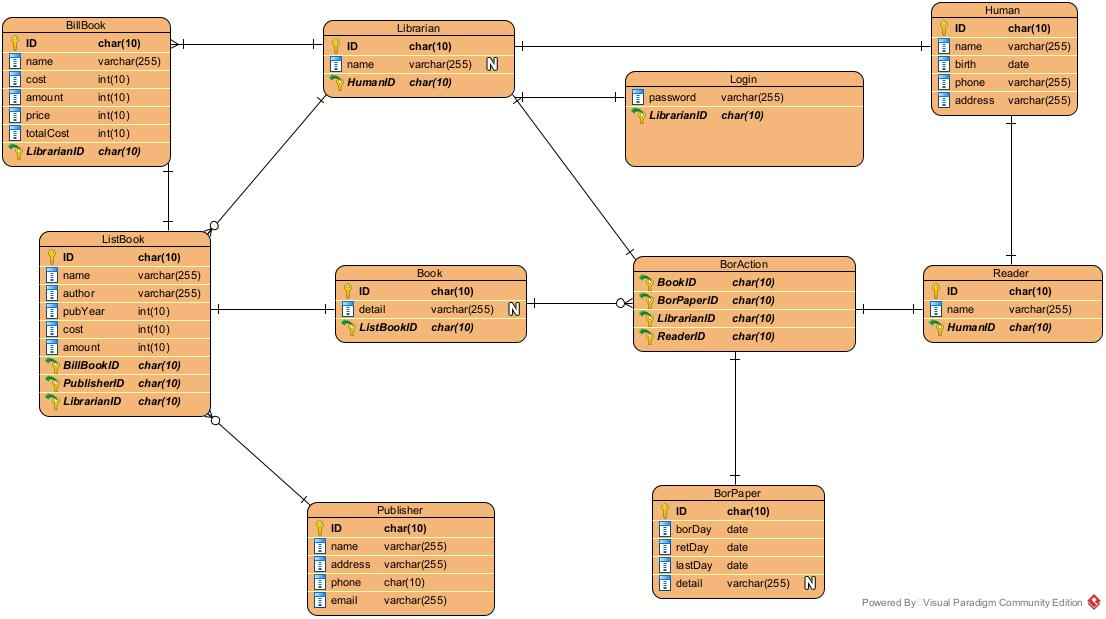 BillBook
ID char(10)
name varchar(255)
cost int(10)
amount int(10)
price int(10)
totalCost int(10)
LibrarianID char(10)
Librarian
ID char(10)
name varchar(255) N
HumanID char(10)
Login
password varchar(255)
LibrarianID char(10)
Human
ID char(10)
name varchar(255)
birth date
phone varchar(255)
address varchar(255)
ListBook
ID char(10)
name varchar(255)
author varchar(255)
pubYear int(10)
cost int(10)
amount int(10)
BillBookID char(10)
PublisherID char(10)
LibrarianID char(10)
Book
ID char(10)
detail varchar(255) N
ListBookID char(10)
BorAction
BookID char(10)
BorPaperID char(10)
LibrarianID char(10)
ReaderID char(10)
Reader
ID char(10)
name varchar(255)
HumanID char(10)
Publisher
ID char(10)
name varchar(255)
address varchar(255)
phone char(10)
email varchar(255)
BorPaper
ID char(10)
borDay date
retDay date
lastDay date
detail varchar(255) N
Powered By Visual Paradigm Community Edition